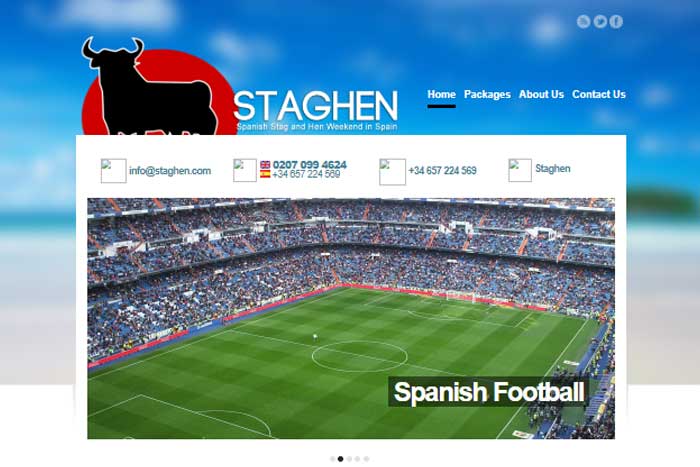 STAGHEN
Spanish Stag and Hen Weekend in Spain
Home Packages About Us Contact Us
info@staghen.com
0207 099 4624
+34 657 224 569
+34 657 224 569
Staghen
Spanish Football